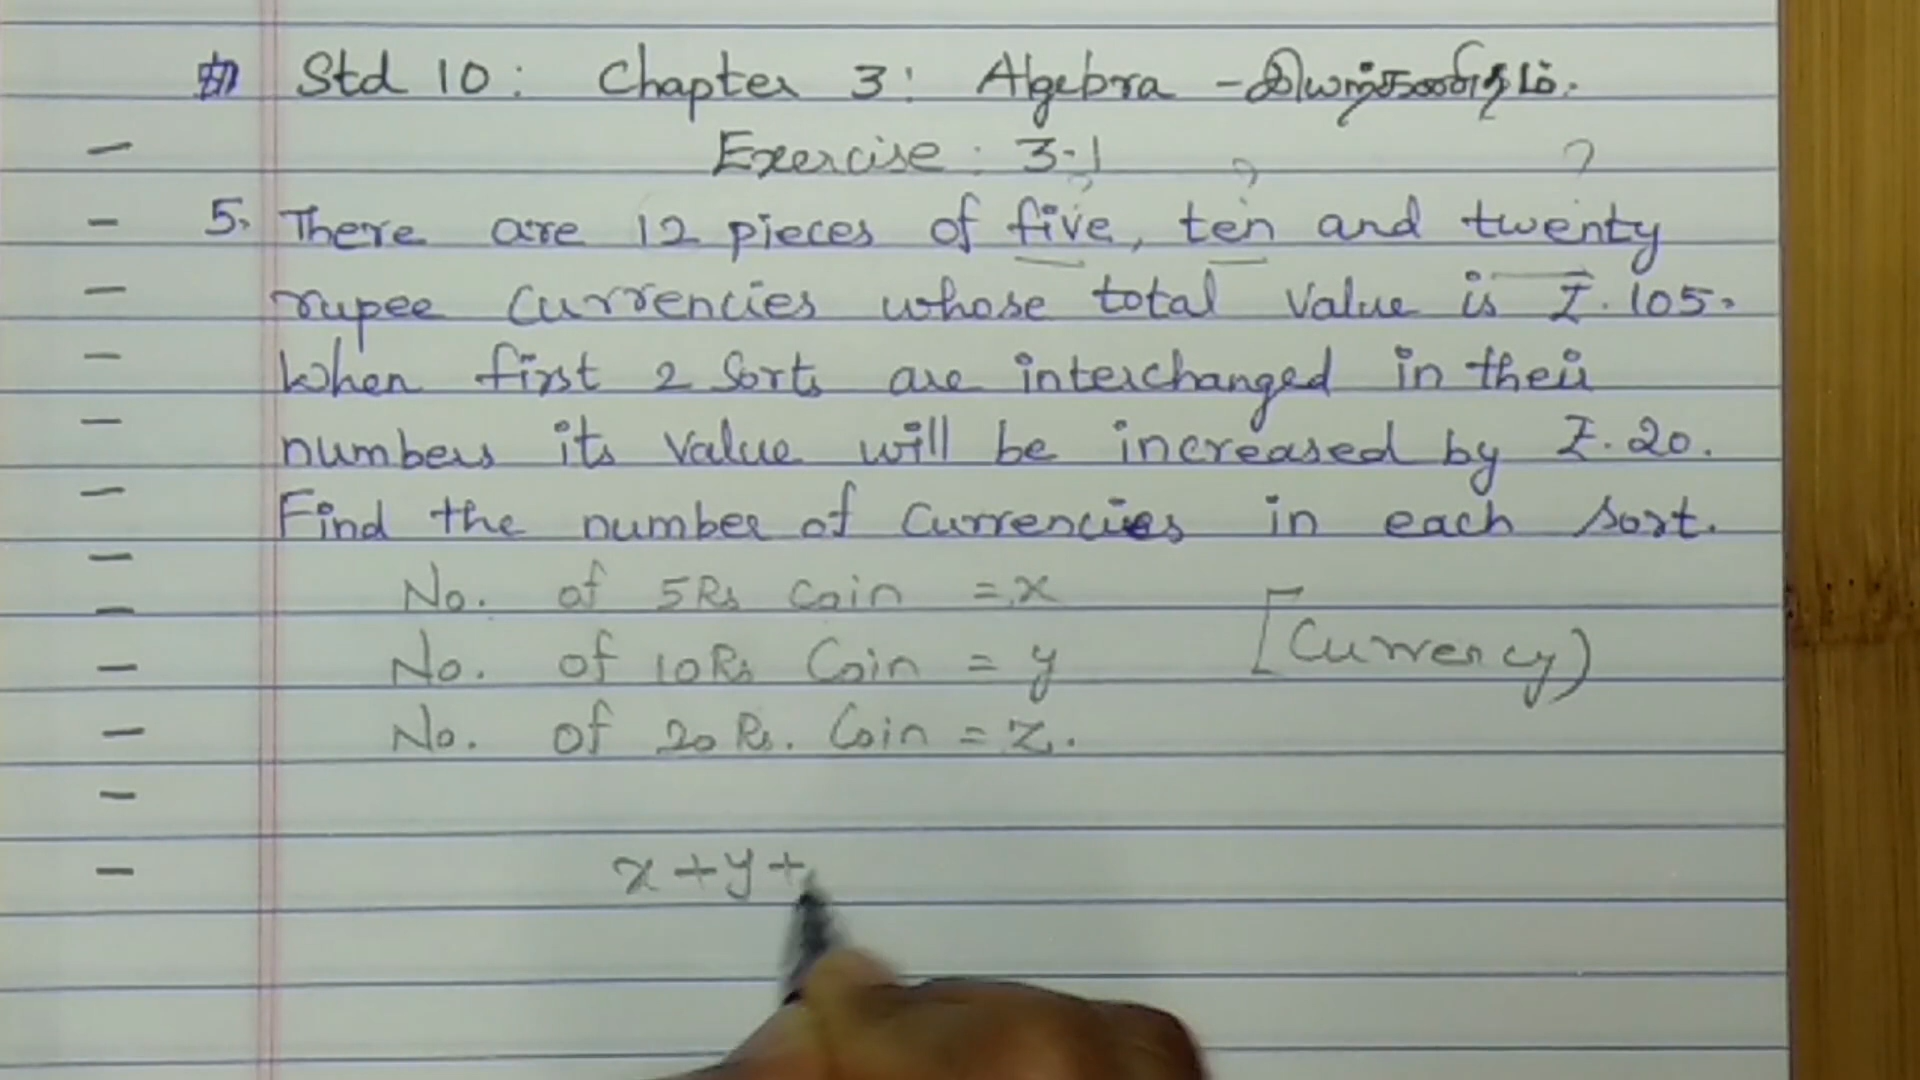 Std 10: Chapter 3: Algebra - இயற்கணிதம்.
Exercise: 3.1
5. There are 12 pieces of five, ten and twenty
rupee Currencies whose total value is ₹.105.
When first 2 Sorts are interchanged in their
numbers its value will be increased by ₹.20.
Find the number of Currencies in each sort.
No. of 5Rs Coin = x
No. of 10Rs Coin = y [Currency)
No. of 20 Rs. Coin = z.
x + y +